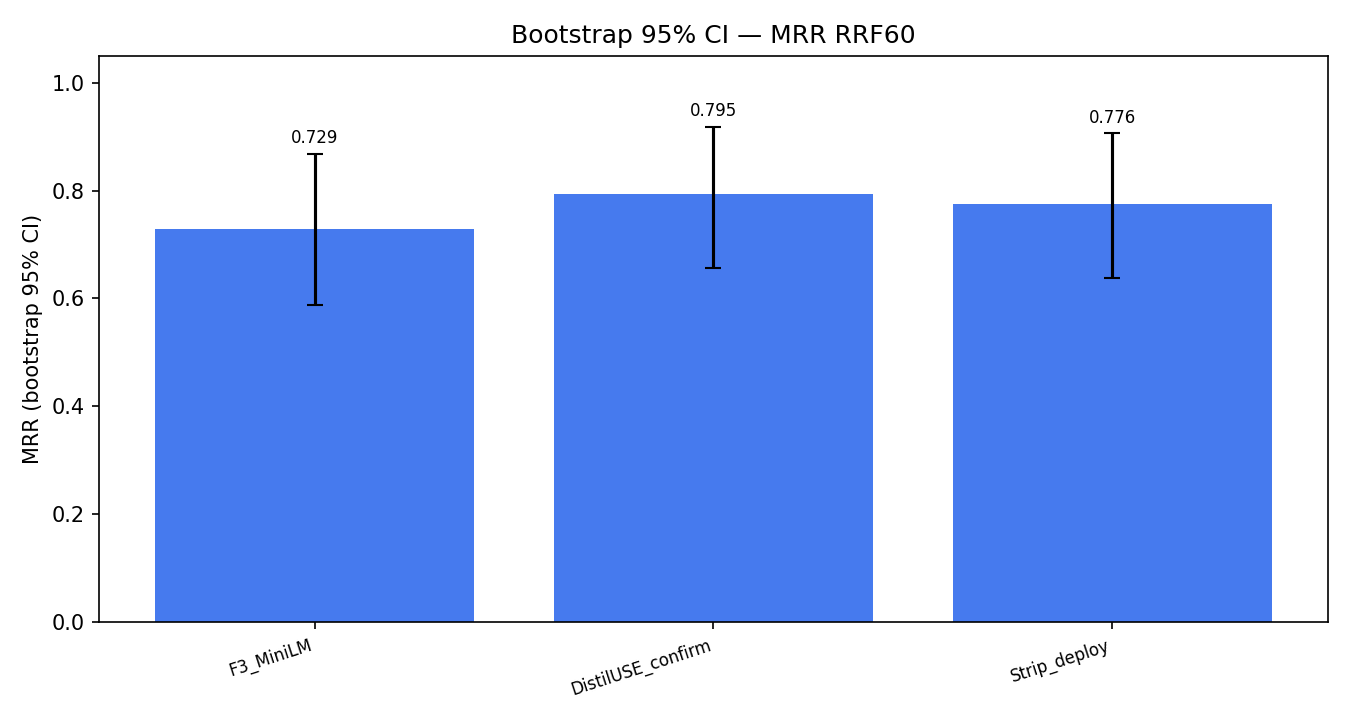 Bootstrap 95% CI — MRR RRF60
MRR (bootstrap 95% CI)
1.0
0.8
0.6
0.4
0.2
0.0
0.729
0.795
0.776
F3_MiniLM
DistilUSE_confirm
Strip_deploy